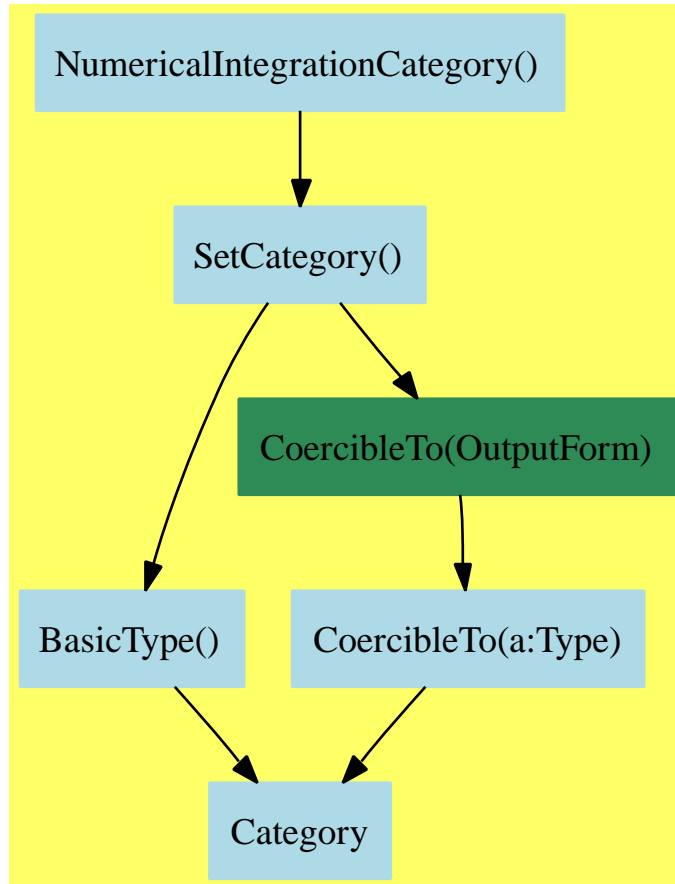 NumericalIntegrationCategory()
SetCategory()
CoercibleTo(OutputForm)
BasicType()
CoercibleTo(a:Type)
Category